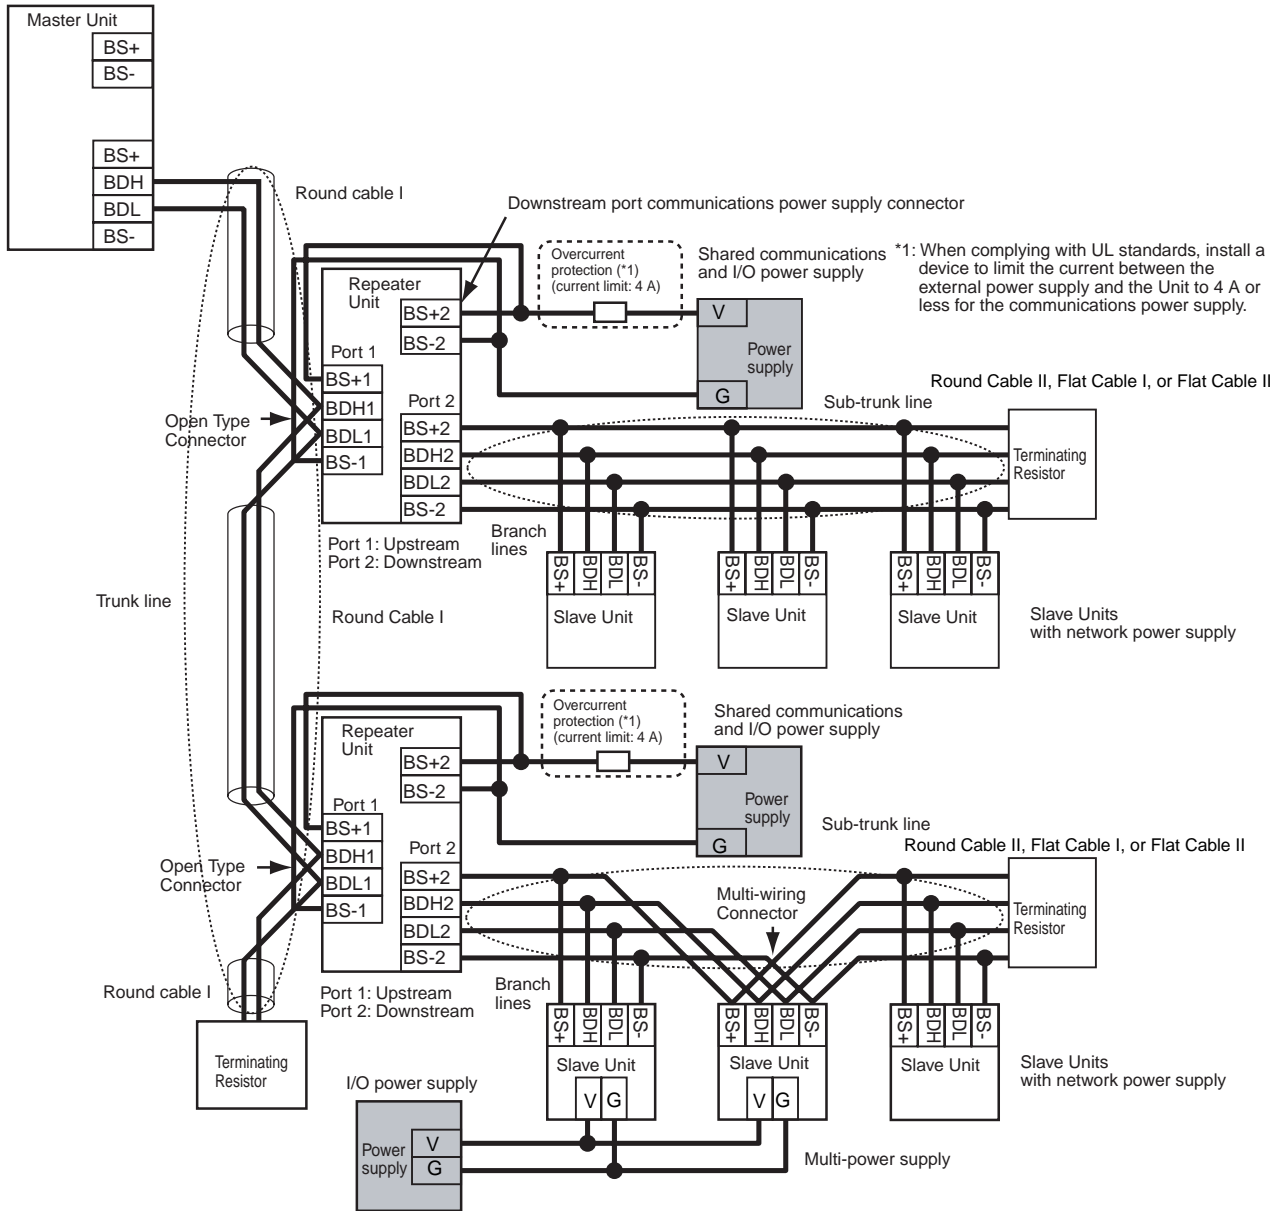 Master Unit
BS+
BS-
BS+
BDH
BDL
BS-
Round cable I
Downstream port communications power supply connector
Overcurrent
protection (*1)
(current limit: 4 A)
Shared communications
and I/O power supply
*1: When complying with UL standards, install a
device to limit the current between the
external power supply and the Unit to 4 A or
less for the communications power supply.
Repeater
Unit
BS+2
BS-2
V
Power
supply
G
Port 1
BS+1
BDH1
BDL1
BS-1
Port 2
BS+2
BDH2
BDL2
BS-2
Open Type
Connector
Round Cable II, Flat Cable I, or Flat Cable II
Sub-trunk line
Terminating
Resistor
Port 1: Upstream
Port 2: Downstream
Branch
lines
BS+
BDH
BDL
BS-
Slave Unit
BS+
BDH
BDL
BS-
Slave Unit
BS+
BDH
BDL
BS-
Slave Unit
Slave Units
with network power supply
Trunk line
Round Cable I
Overcurrent
protection (*1)
(current limit: 4 A)
Shared communications
and I/O power supply
Repeater
Unit
BS+2
BS-2
V
Power
supply
G
Port 1
BS+1
BDH1
BDL1
BS-1
Port 2
BS+2
BDH2
BDL2
BS-2
Open Type
Connector
Sub-trunk line
Round Cable II, Flat Cable I, or Flat Cable II
Multi-wiring
Connector
Terminating
Resistor
Round cable I
Port 1: Upstream
Port 2: Downstream
Branch
lines
BS+
BDH
BDL
BS-
Slave Unit
V
G
BS+
BDH
BDL
BS-
Slave Unit
V
G
BS+
BDH
BDL
BS-
Slave Unit
Slave Units
with network power supply
Terminating
Resistor
I/O power supply
Power
supply
V
G
Multi-power supply